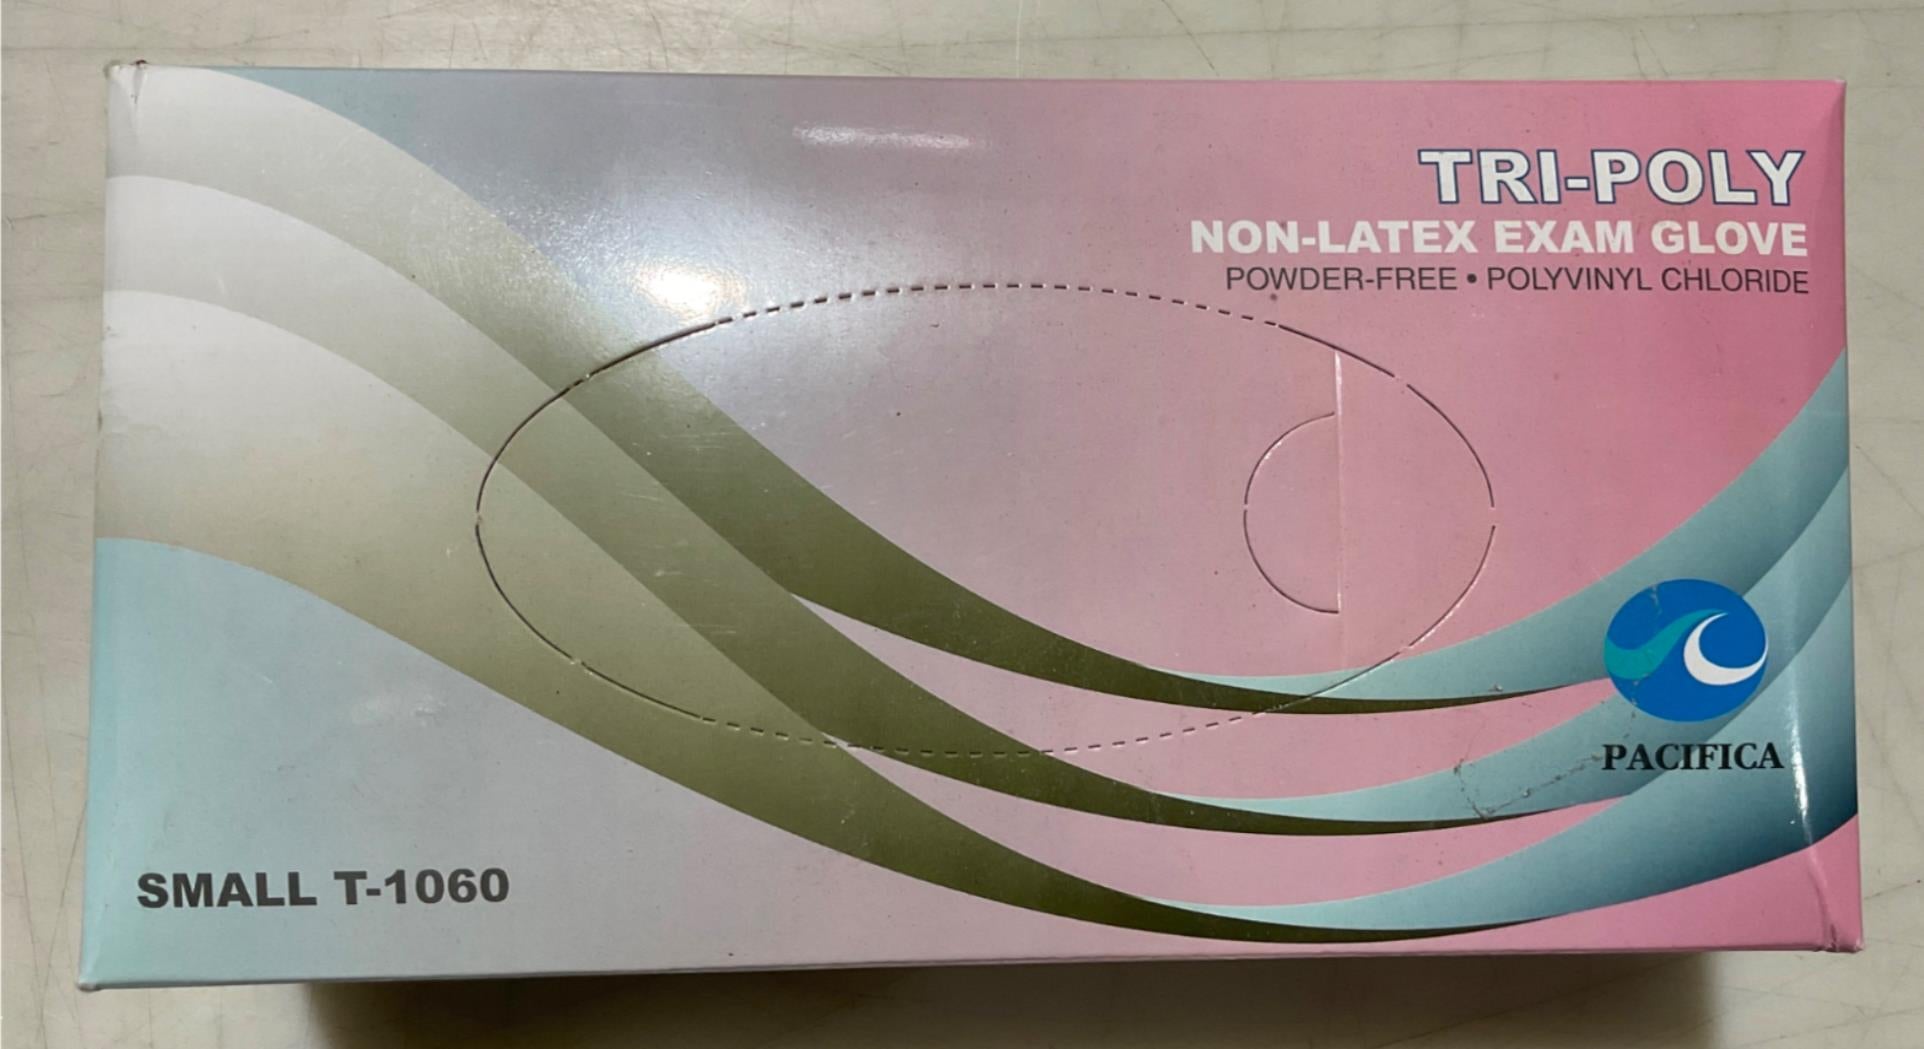 TRI-POLY
NON-LATEX EXAM GLOVE
POWDER-FREE • POLYVINYL CHLORIDE
PACIFICA
SMALL T-1060